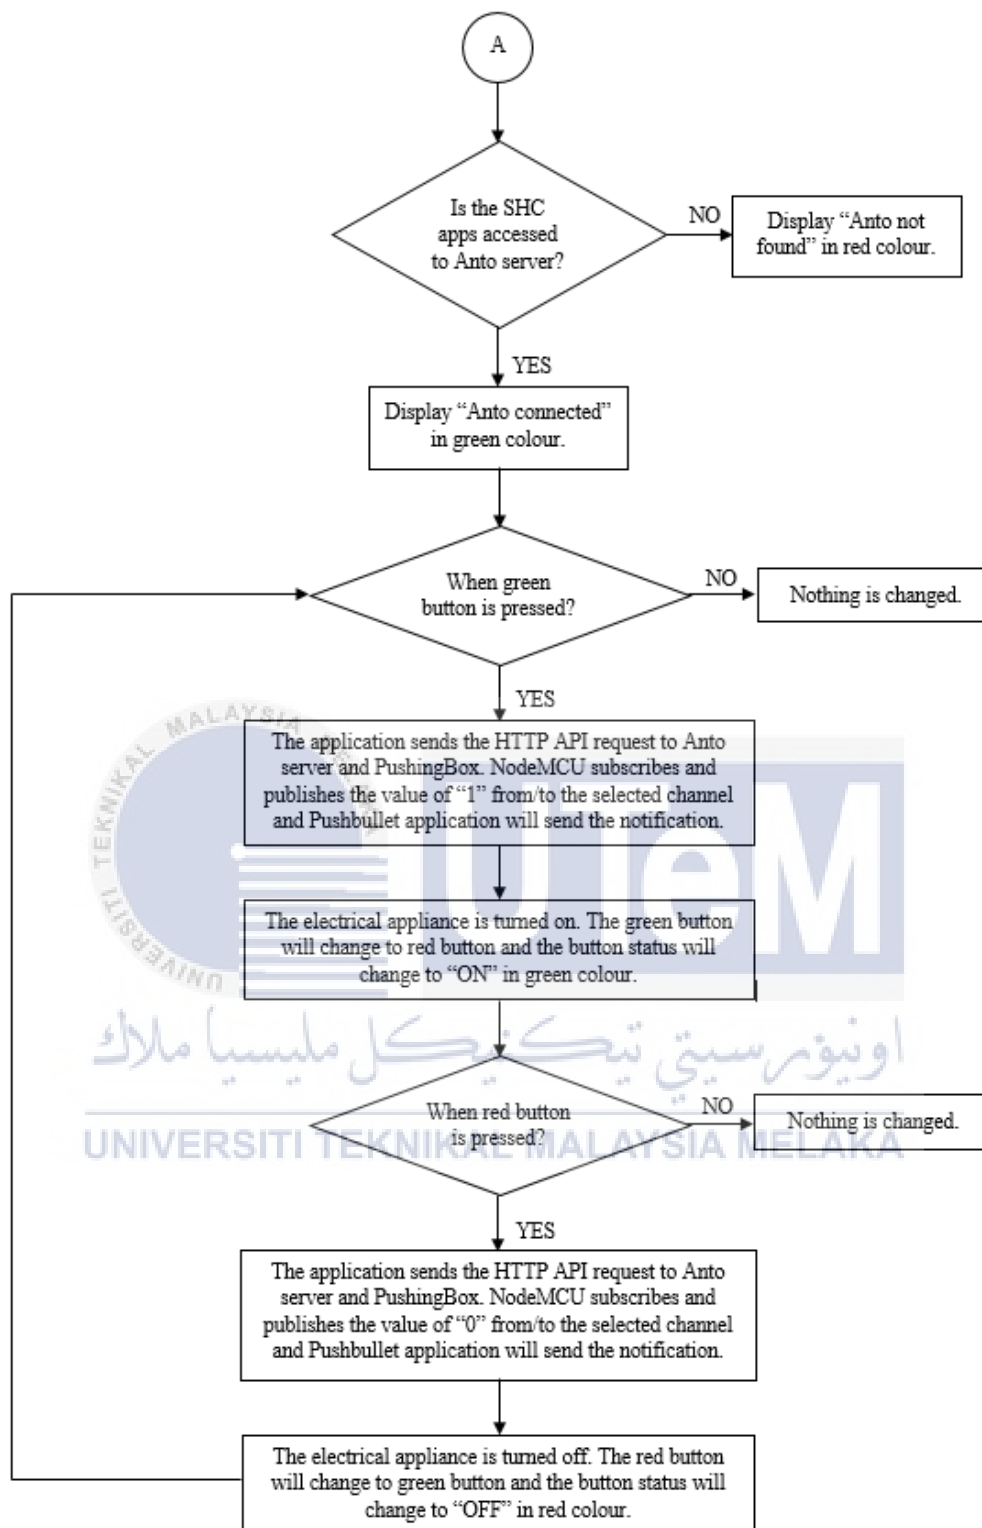 A
Is the SHC
apps accessed
to Anto server?
NO
Display “Anto not
found” in red colour.
YES
Display “Anto connected”
in green colour.
When green
button is pressed?
NO
Nothing is changed.
YES
The application sends the HTTP API request to Anto
server and PushingBox. NodeMCU subscribes and
publishes the value of “1” from/to the selected channel
and Pushbullet application will send the notification.
The electrical appliance is turned on. The green button
will change to red button and the button status will
change to “ON” in green colour.
When red button
is pressed?
NO
Nothing is changed.
YES
The application sends the HTTP API request to Anto
server and PushingBox. NodeMCU subscribes and
publishes the value of “0” from/to the selected channel
and Pushbullet application will send the notification.
The electrical appliance is turned off. The red button
will change to green button and the button status will
change to “OFF” in red colour.
UNIVERSITI TEKNIKAL MALAYSIA
UTeM
اونيۏرسيتي تيكنيكل مليسيا ملاك
UNIVERSITI TEKNIKAL MALAYSIA MELAKA